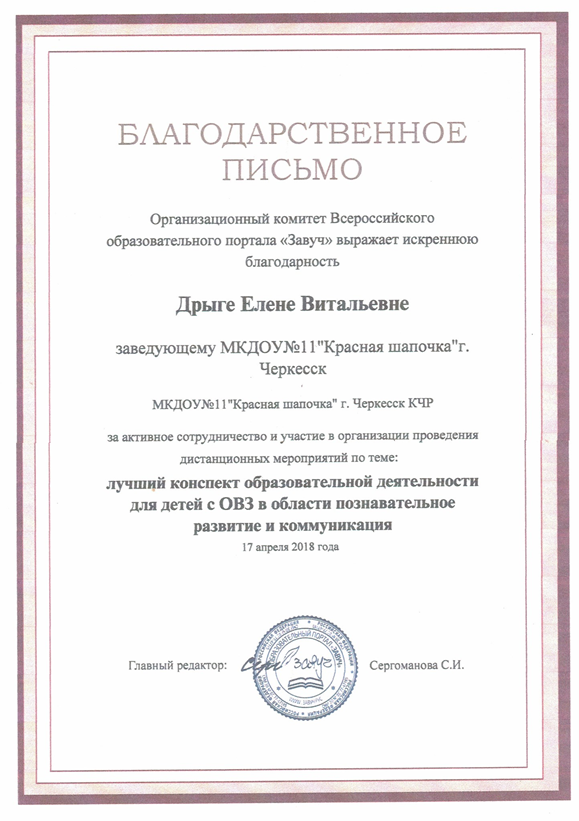 БЛАГОДАРСТВЕННОЕ
ПИСЬМО
Организационный комитет Всероссийского
образовательного портала «Завуч» выражает искреннюю
благодарность
Дрыге Елене Витальевне
заведующему МКДОУ№11"Красная шапочка"г.
Черкесск
МКДОУ№11"Красная шапочка" г. Черкесск КЧР
за активное сотрудничество и участие в организации проведения
дистанционных мероприятий по теме:
лучший конспект образовательной деятельности
для детей с ОВЗ в области познавательное
развитие и коммуникация
17 апреля 2018 года
Главный редактор:
завуч
Сергоманова С.И.